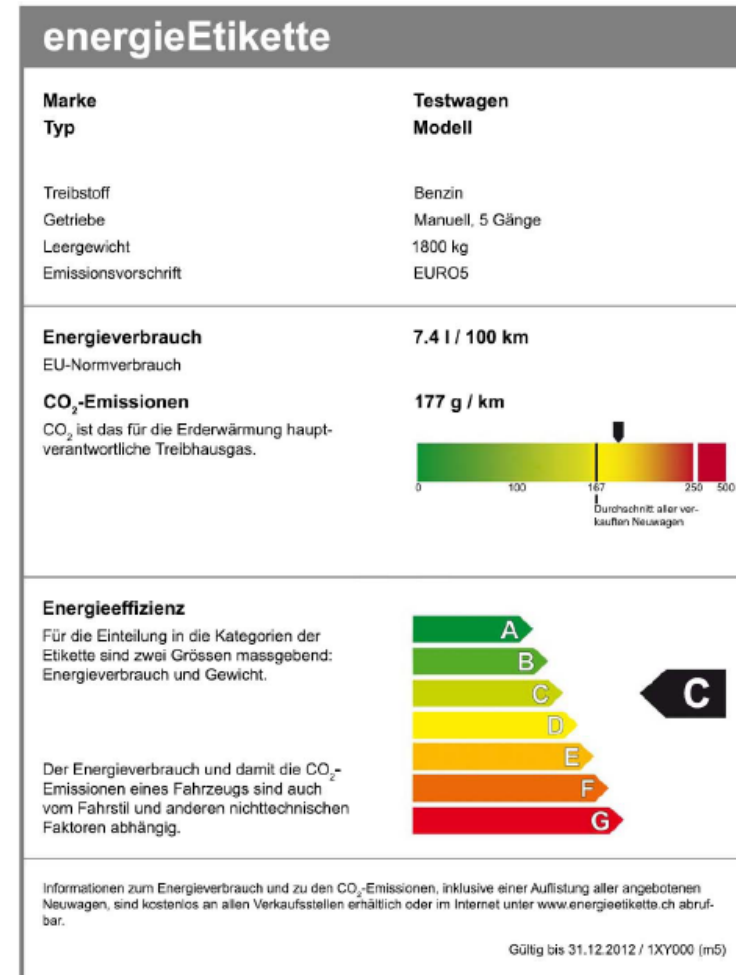 energieEtikette
Marke Testwagen
Typ Modell
Treibstoff Benzin
Getriebe Manuell, 5 Gänge
Leergewicht 1800 kg
Emissionsvorschrift EURO5
Energieverbrauch 7.4 l / 100 km
EU-Normverbrauch
CO₂-Emissionen 177 g / km
CO₂ ist das für die Erderwärmung haupt-
verantwortliche Treibhausgas.
0 100 167 250 500
Durchschnitt aller ver-
kauften Neuwagen
Energieeffizienz
Für die Einteilung in die Kategorien der
Etikette sind zwei Grössen massgebend:
Energieverbrauch und Gewicht.
Der Energieverbrauch und damit die CO₂-
Emissionen eines Fahrzeugs sind auch
vom Fahrstil und anderen nichttechnischen
Faktoren abhängig.
A
B
C
D
E
F
G
C
Informationen zum Energieverbrauch und zu den CO₂-Emissionen, inklusive einer Auflistung aller angebotenen
Neuwagen, sind kostenlos an allen Verkaufsstellen erhältlich oder im Internet unter www.energieetikette.ch abruf-
bar.
Gültig bis 31.12.2012 / 1XY000 (m5)